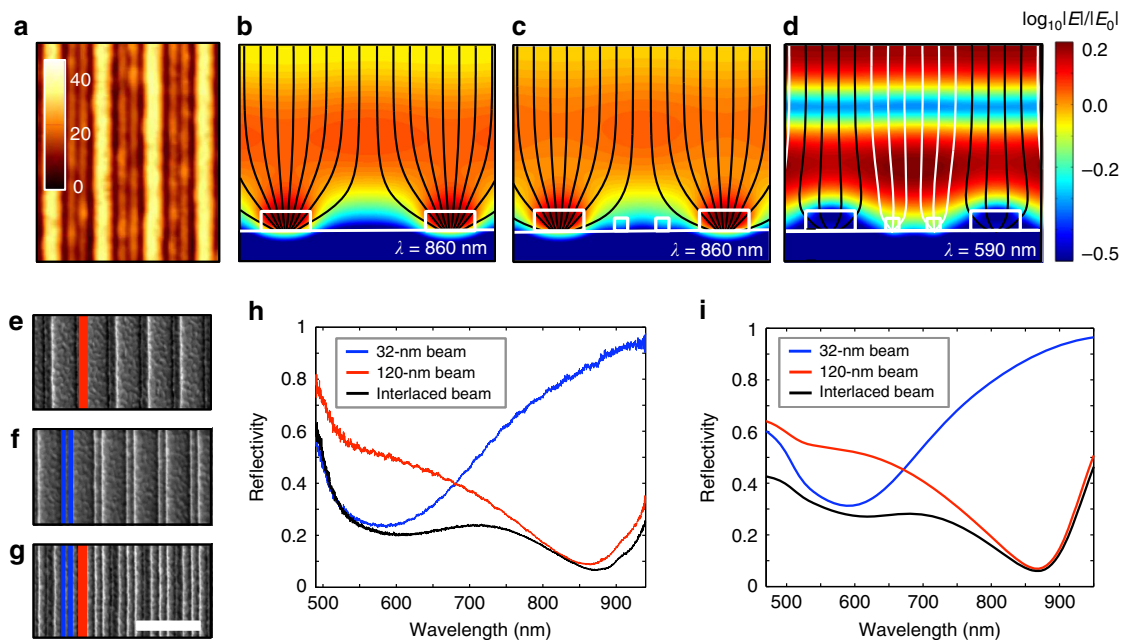 a
40
20
0
b
λ = 860 nm
c
λ = 860 nm
d
λ = 590 nm
log₁₀|E|/|E₀|
0.2
0.0
−0.2
−0.5
e
f
g
h
Reflectivity
1
0.8
0.6
0.4
0.2
0
32-nm beam
120-nm beam
Interlaced beam
500 600 700 800 900
Wavelength (nm)
i
Reflectivity
1
0.8
0.6
0.4
0.2
0
32-nm beam
120-nm beam
Interlaced beam
500 600 700 800 900
Wavelength (nm)